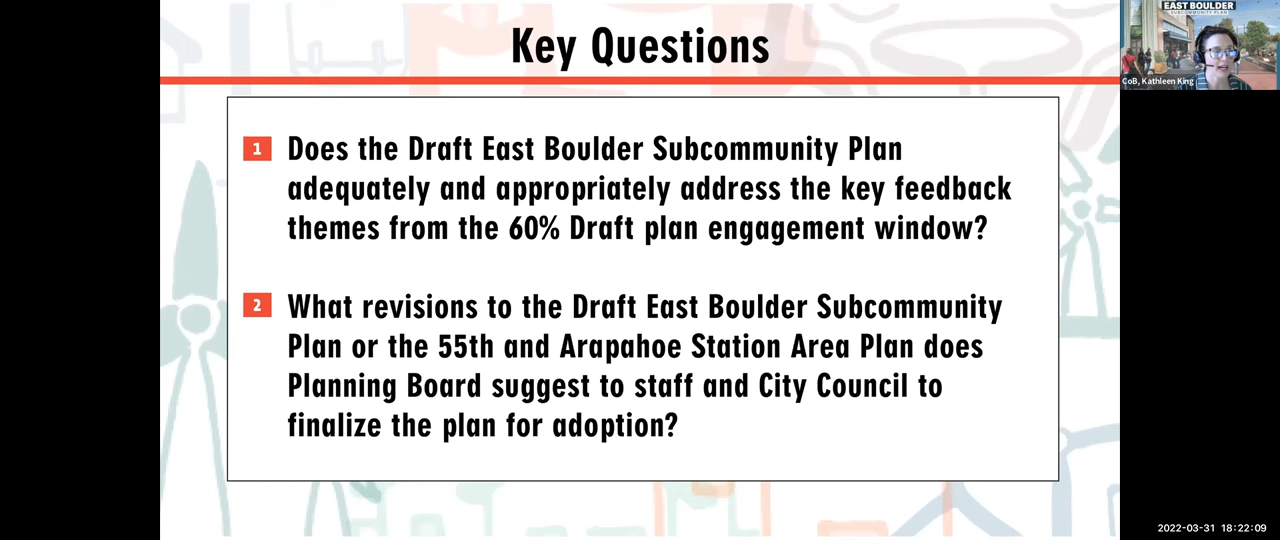 Key Questions
EAST BOULDER
SUBCOMMUNITY PLAN
CoB, Kathleen King
1 Does the Draft East Boulder Subcommunity Plan
adequately and appropriately address the key feedback
themes from the 60% Draft plan engagement window?
2 What revisions to the Draft East Boulder Subcommunity
Plan or the 55th and Arapahoe Station Area Plan does
Planning Board suggest to staff and City Council to
finalize the plan for adoption?
2022-03-31 18:22:09